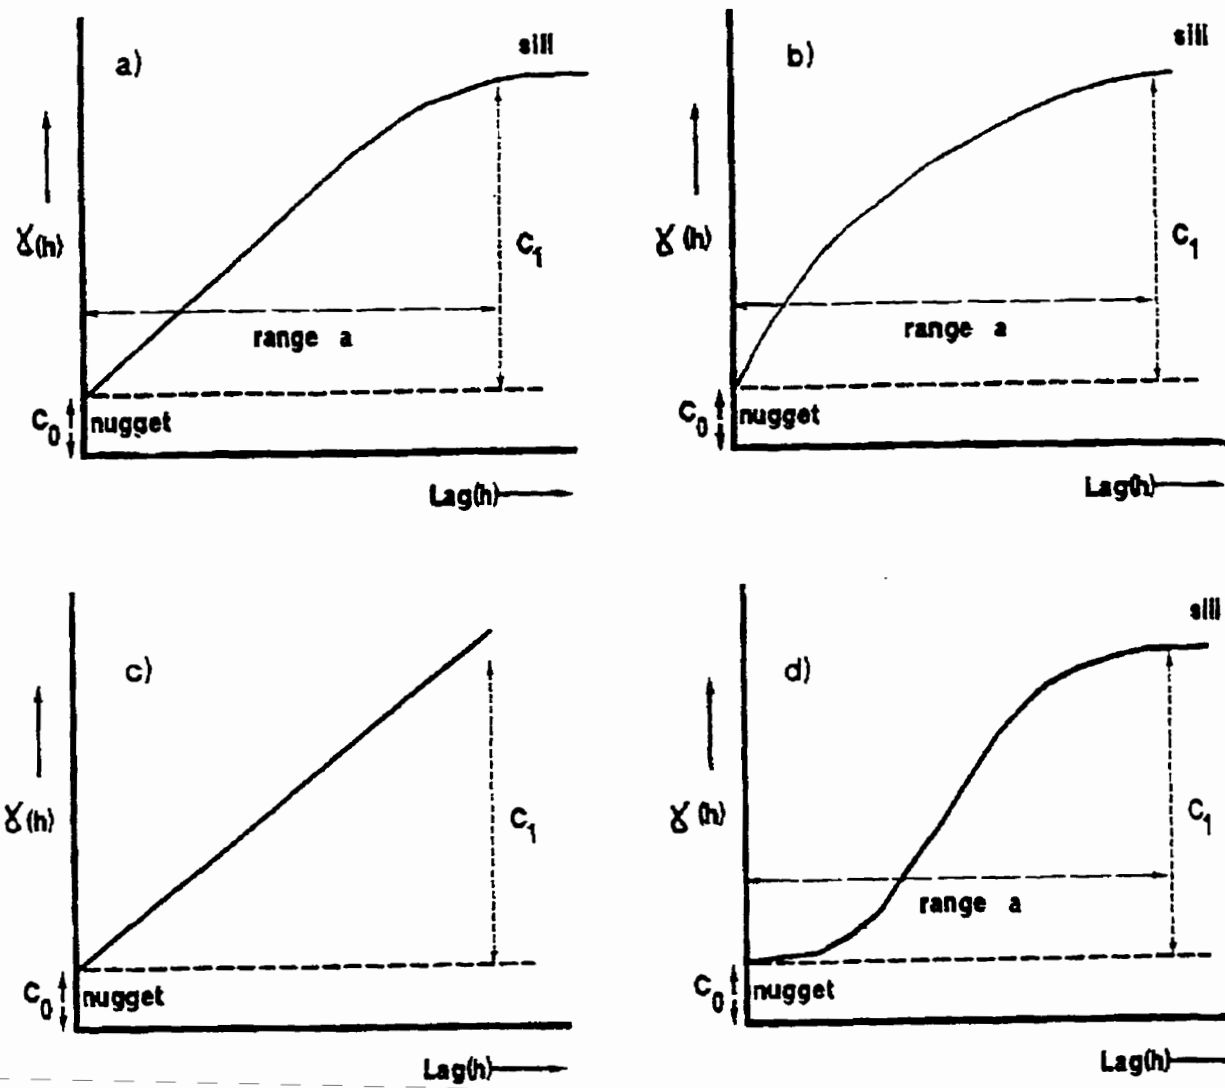 a)
sill
ɣ(h)
C₁
range a
C₀ nugget
Lag(h)
b)
sill
ɣ(h)
C₁
range a
C₀ nugget
Lag(h)
c)
ɣ(h)
C₁
C₀ nugget
Lag(h)
d)
sill
ɣ(h)
C₁
range a
C₀ nugget
Lag(h)